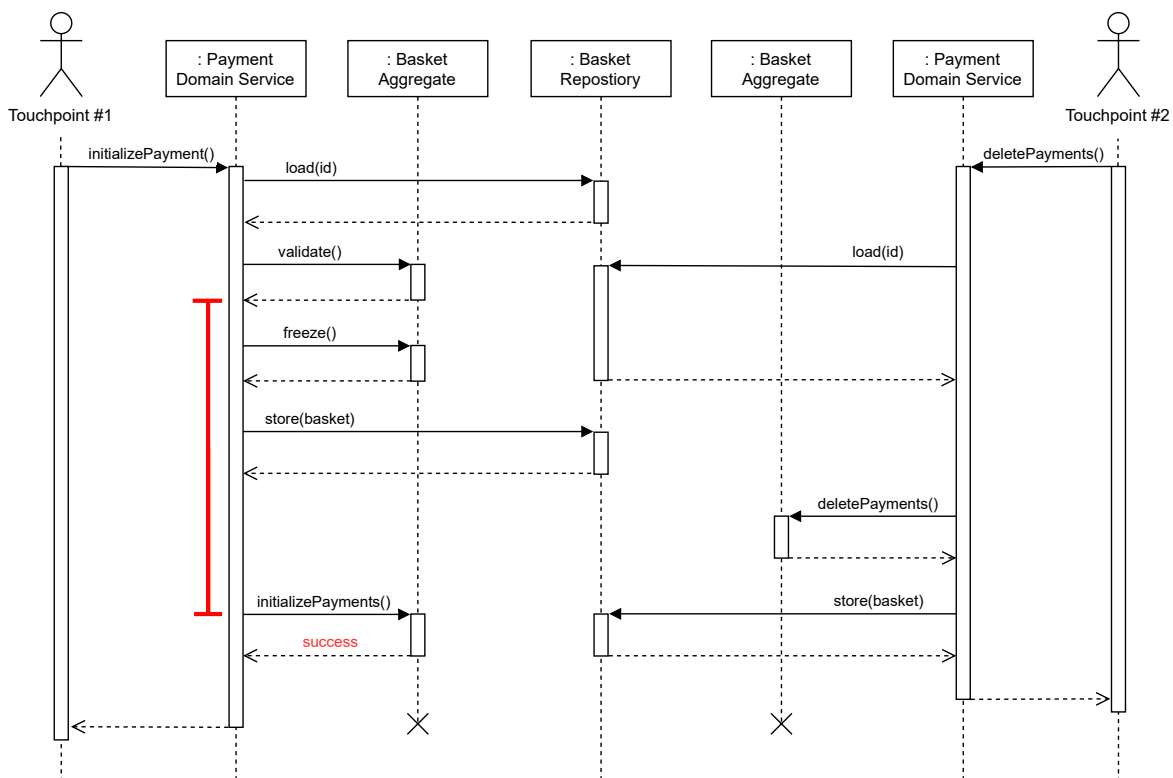 : Payment
Domain Service
: Basket
Aggregate
: Basket
Repostiory
: Basket
Aggregate
: Payment
Domain Service
Touchpoint #1
Touchpoint #2
initializePayment()
deletePayments()
load(id)
validate()
load(id)
freeze()
store(basket)
deletePayments()
initializePayments()
store(basket)
success